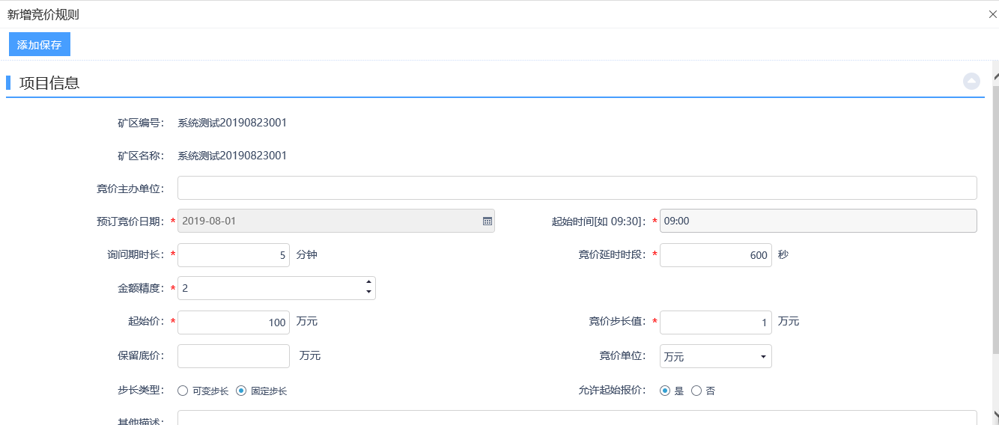 新增竞价规则
添加保存
项目信息
矿区编号： 系统测试20190823001
矿区名称： 系统测试20190823001
竞价主办单位：
预订竞价日期： * 2019-08-01 起始时间[如 09:30]： * 09:00
询问期时长： * 5 分钟 竞价延时时段： * 600 秒
金额精度： * 2
起始价： * 100 万元 竞价步长值： * 1 万元
保留底价： 万元 竞价单位： 万元
步长类型： 可变步长 固定步长 允许起始报价： 是 否
其他描述：